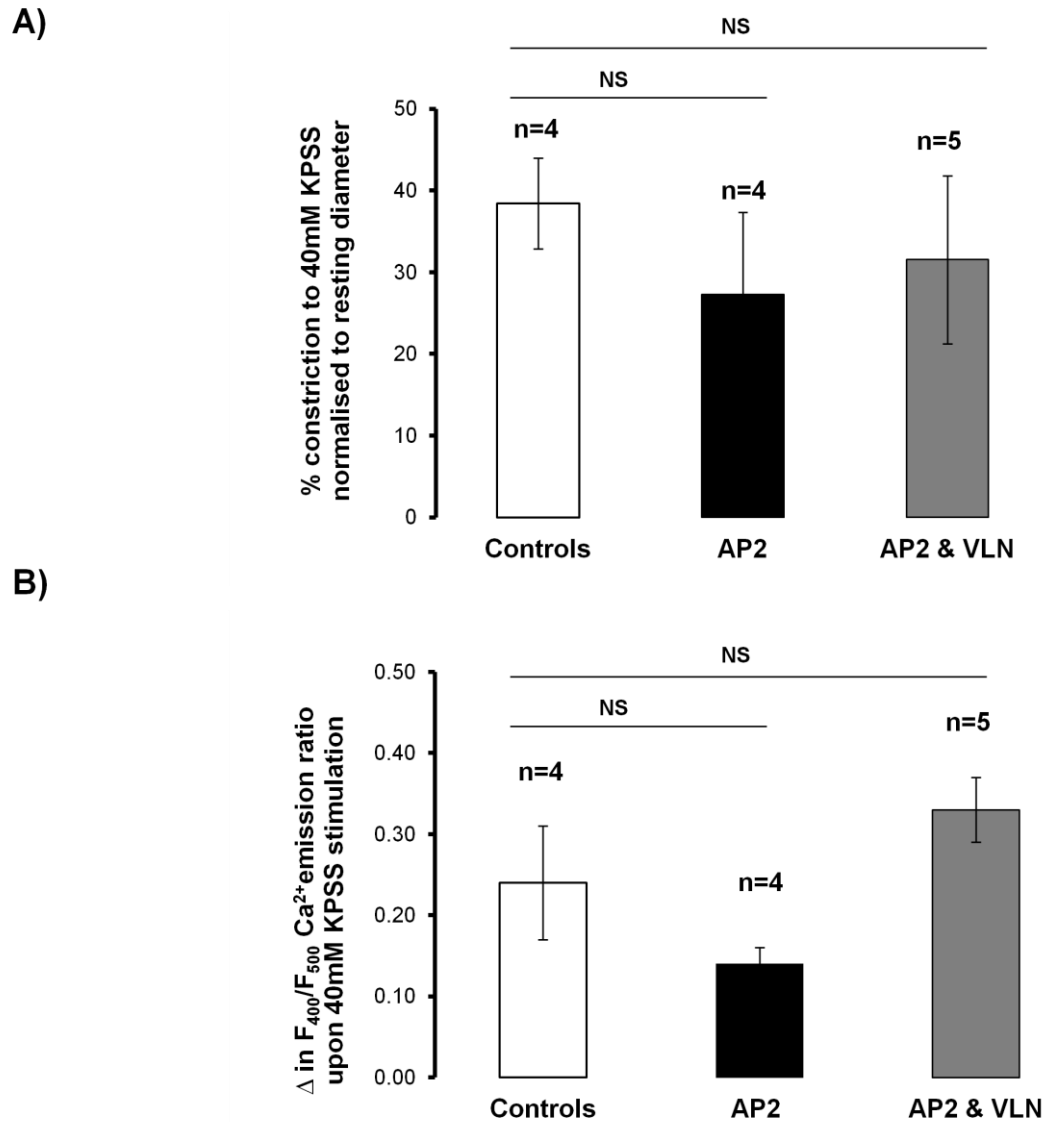 A)
NS
NS
n=4
n=4
n=5
% constriction to 40mM KPSS
normalised to resting diameter
50
40
30
20
10
0
Controls
AP2
AP2 & VLN
B)
NS
NS
n=4
n=4
n=5
Δ in F400/F500 Ca2+emission ratio
upon 40mM KPSS stimulation
0.50
0.40
0.30
0.20
0.10
0.00
Controls
AP2
AP2 & VLN